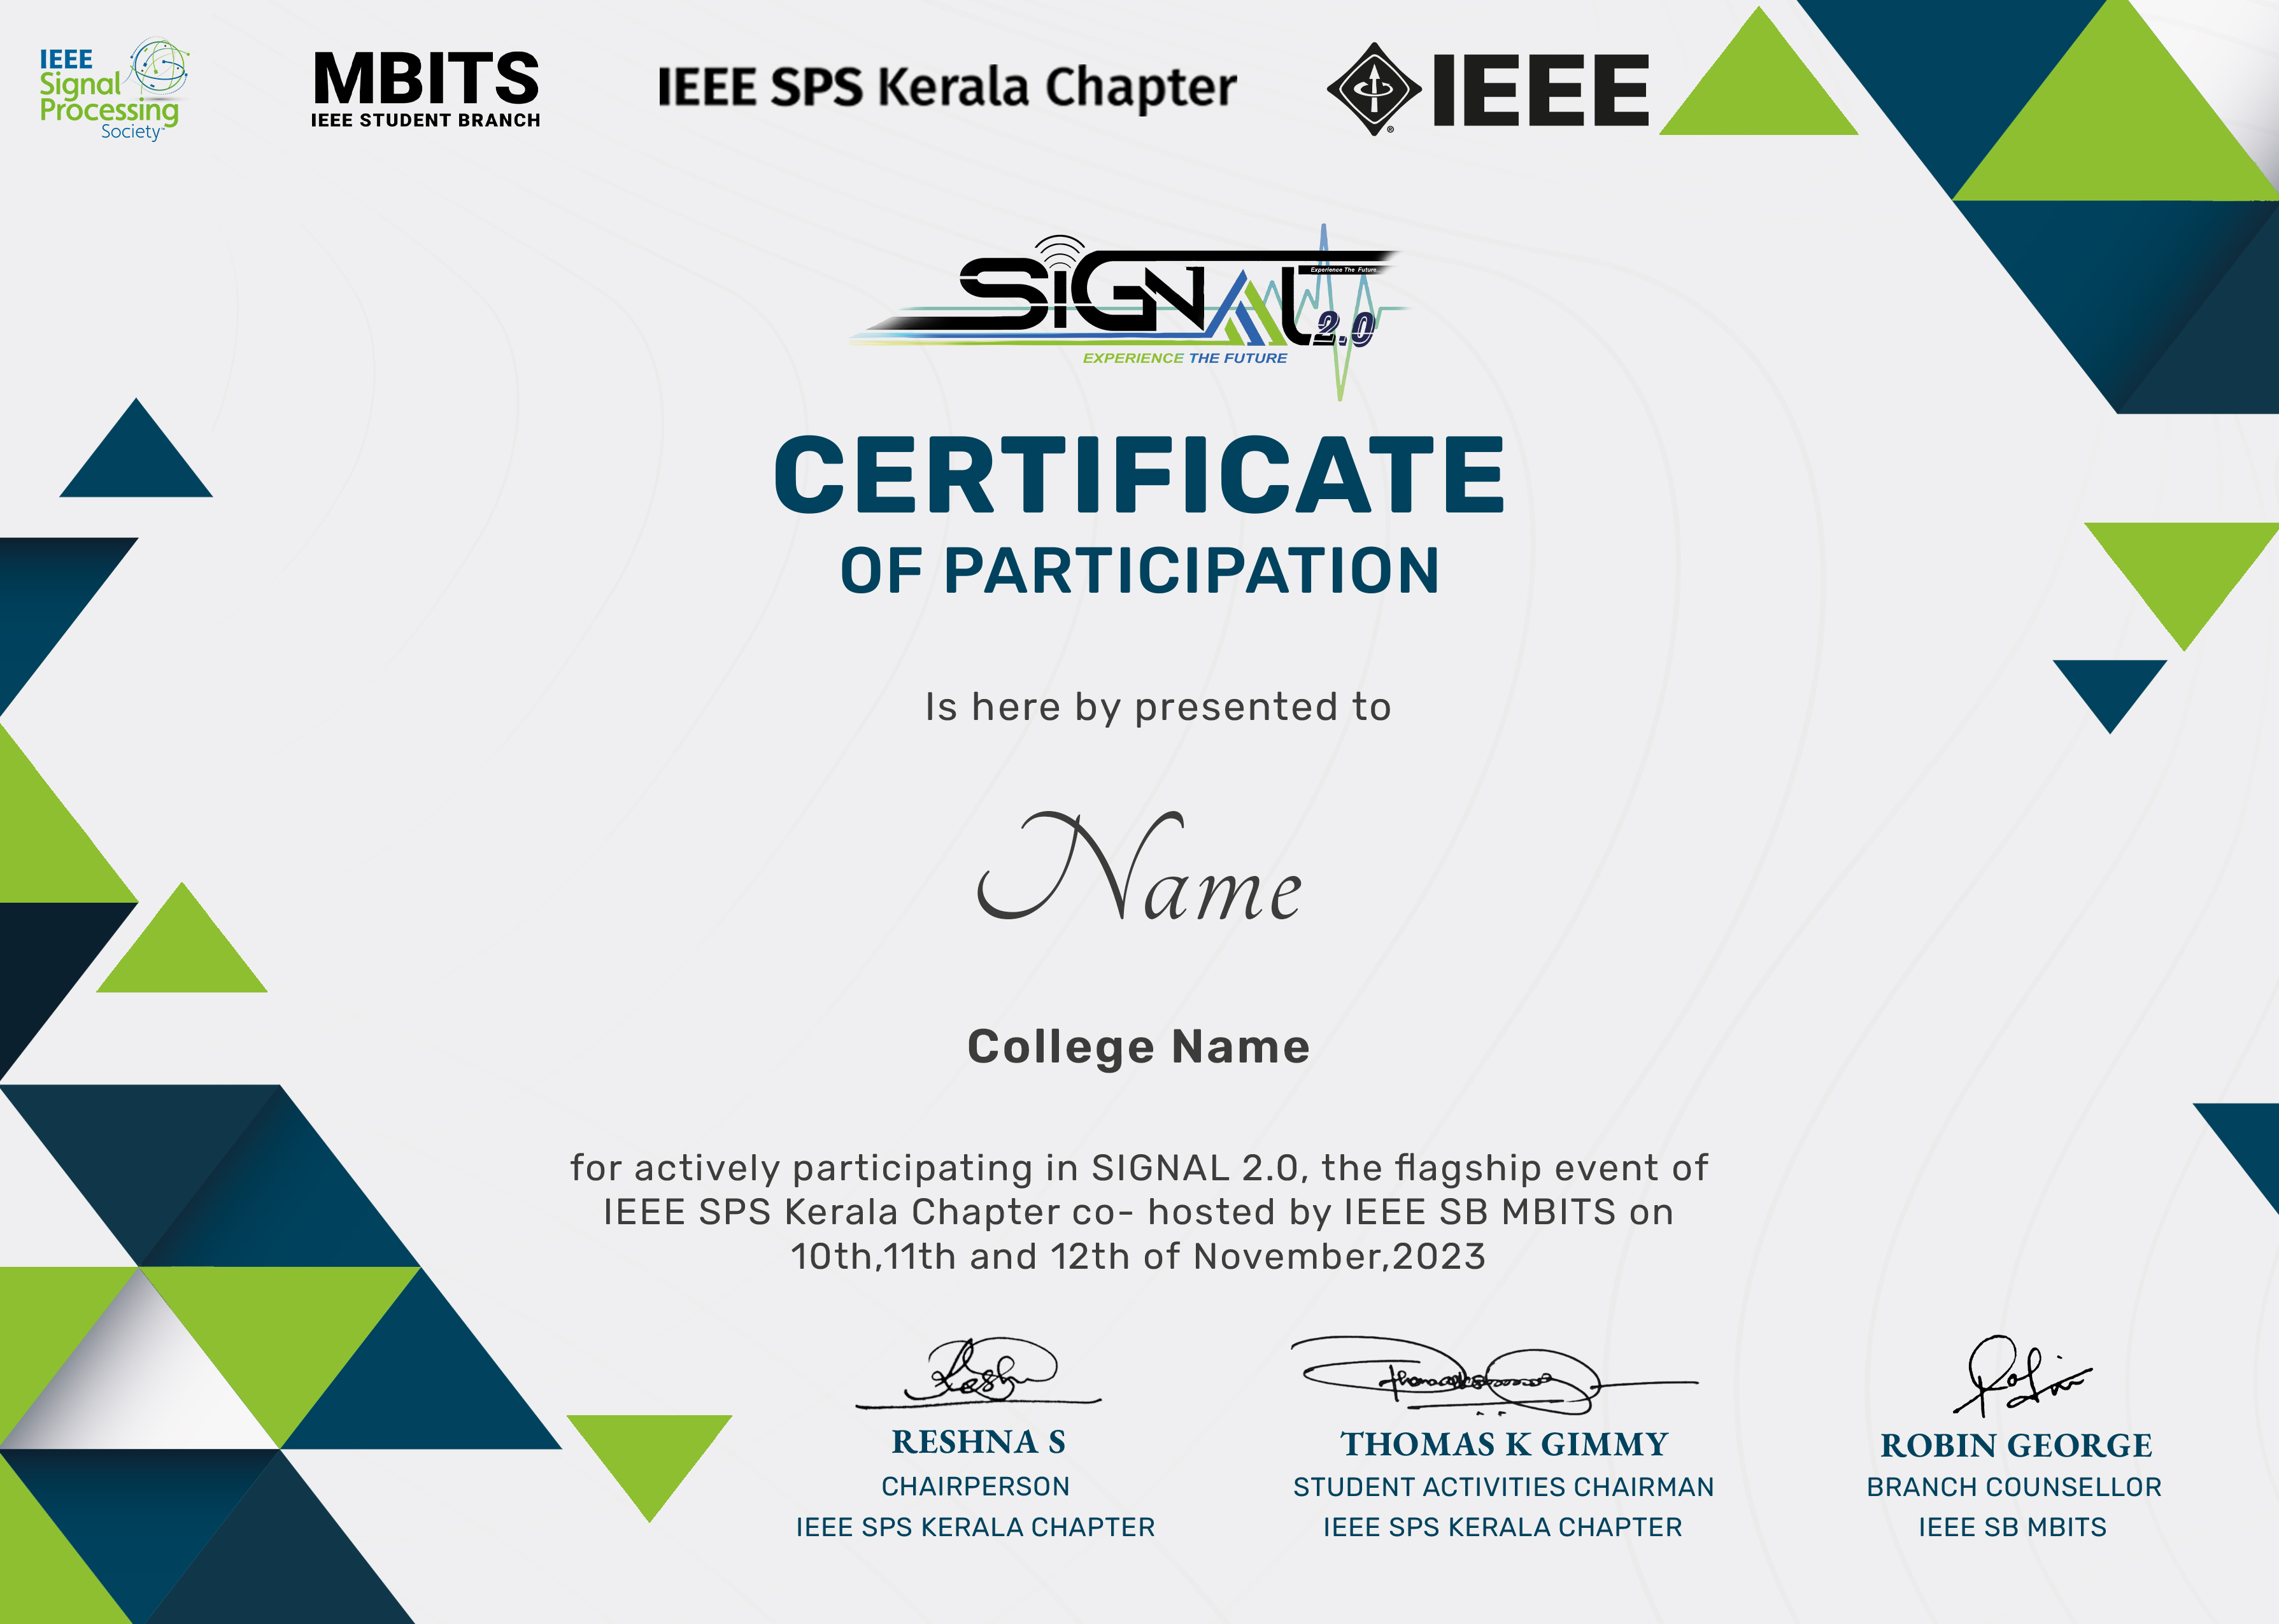 IEEE
Signal
Processing
Society™
MBITS
IEEE STUDENT BRANCH
IEEE SPS Kerala Chapter
IEEE
®
SiGNAL 2.0
Experience The Future..
EXPERIENCE THE FUTURE
CERTIFICATE
OF PARTICIPATION
Is here by presented to
Name
College Name
for actively participating in SIGNAL 2.0, the flagship event of
IEEE SPS Kerala Chapter co- hosted by IEEE SB MBITS on
10th,11th and 12th of November,2023
RESHNA S
CHAIRPERSON
IEEE SPS KERALA CHAPTER
THOMAS K GIMMY
STUDENT ACTIVITIES CHAIRMAN
IEEE SPS KERALA CHAPTER
ROBIN GEORGE
BRANCH COUNSELLOR
IEEE SB MBITS